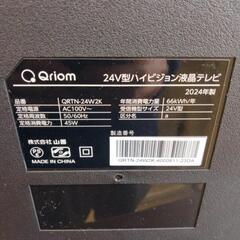 Qriom 24V型ハイビジョン液晶テレビ
2024年製
型名 QRTN-24W2K 年間消費電力量 66kWh/年
定格電圧 AC100V~ 受信機型サイズ 24V型
定格周波数 50/60Hz 区分名 a
定格消費電力 45W
株式会社 山善
MADE IN CHINA
製造番号